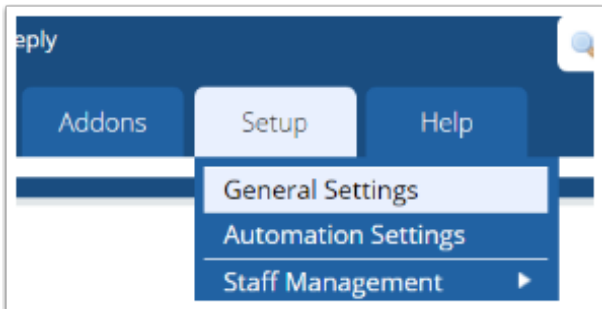 eply
Addons Setup Help
General Settings
Automation Settings
Staff Management